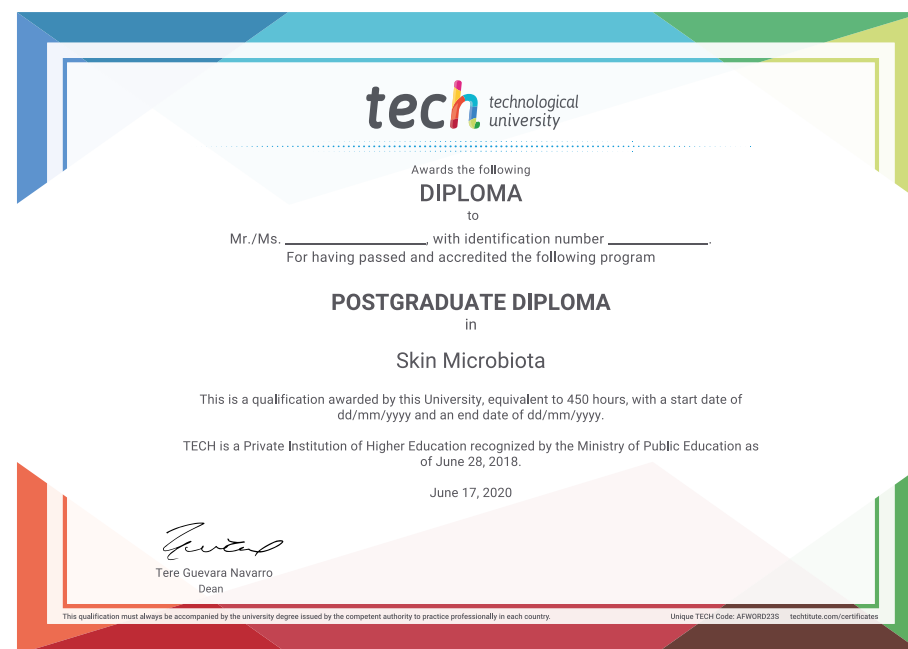 tech technological
university
Awards the following
DIPLOMA
to
Mr./Ms. ____________________, with identification number ______________.
For having passed and accredited the following program
POSTGRADUATE DIPLOMA
in
Skin Microbiota
This is a qualification awarded by this University, equivalent to 450 hours, with a start date of
dd/mm/yyyy and an end date of dd/mm/yyyy.
TECH is a Private Institution of Higher Education recognized by the Ministry of Public Education as
of June 28, 2018.
June 17, 2020
Tere Guevara Navarro
Dean
This qualification must always be accompanied by the university degree issued by the competent authority to practice professionally in each country. Unique TECH Code: AFWORD23S techtitute.com/certificates